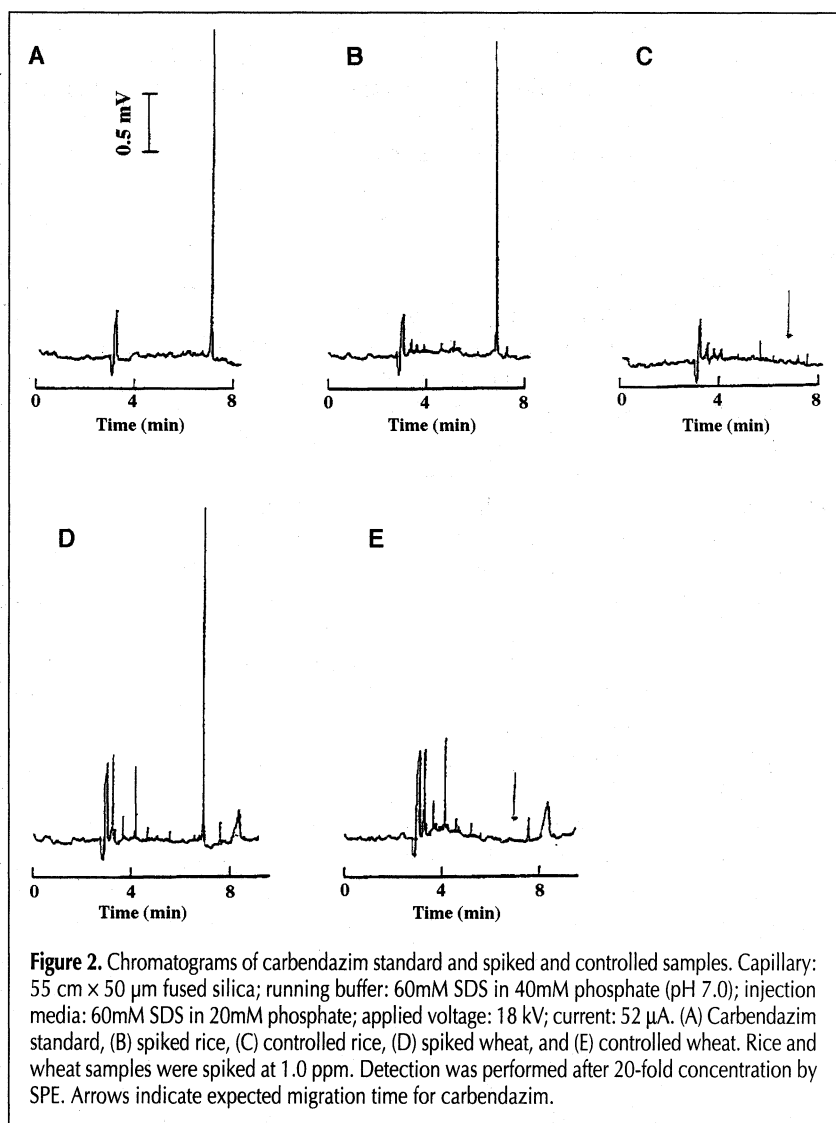 A
B
C
0.5 mV
0 4 8
Time (min)
0 4 8
Time (min)
0 4 8
Time (min)
D
E
0 4 8
Time (min)
0 4 8
Time (min)
Figure 2. Chromatograms of carbendazim standard and spiked and controlled samples. Capillary:
55 cm × 50 µm fused silica; running buffer: 60mM SDS in 40mM phosphate (pH 7.0); injection
media: 60mM SDS in 20mM phosphate; applied voltage: 18 kV; current: 52 µA. (A) Carbendazim
standard, (B) spiked rice, (C) controlled rice, (D) spiked wheat, and (E) controlled wheat. Rice and
wheat samples were spiked at 1.0 ppm. Detection was performed after 20-fold concentration by
SPE. Arrows indicate expected migration time for carbendazim.